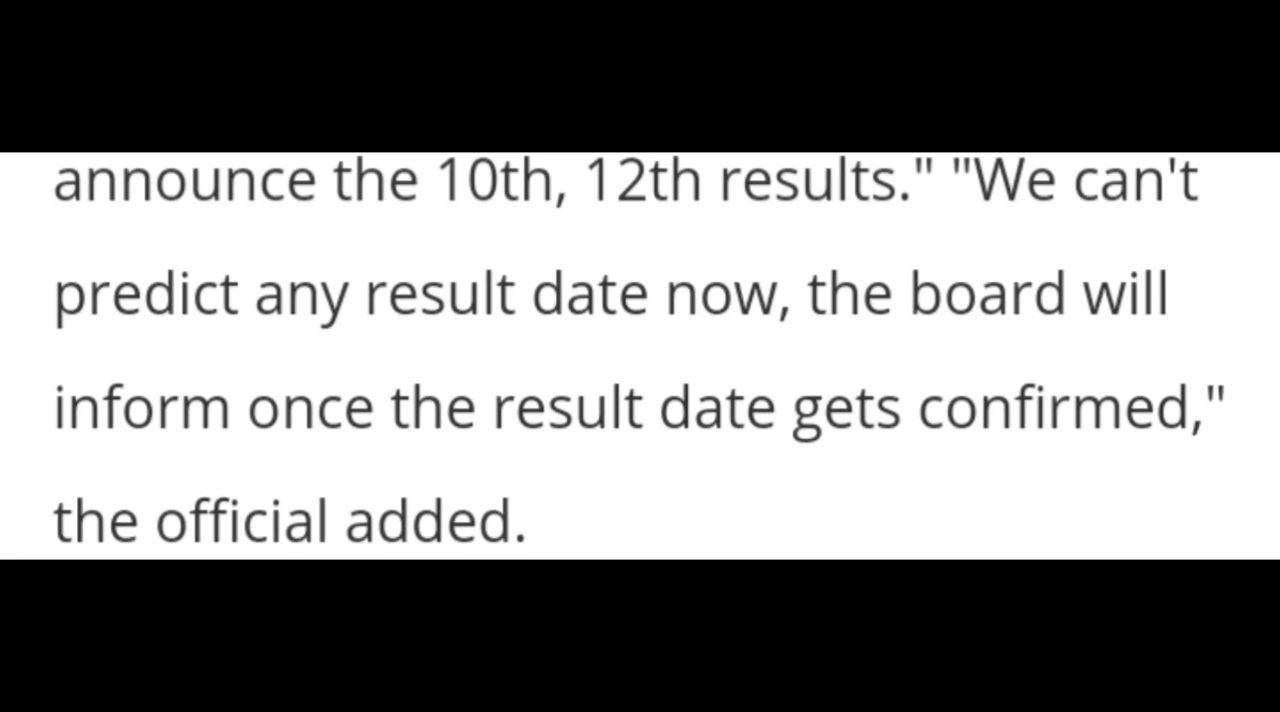 announce the 10th, 12th results." "We can't
predict any result date now, the board will
inform once the result date gets confirmed,"
the official added.